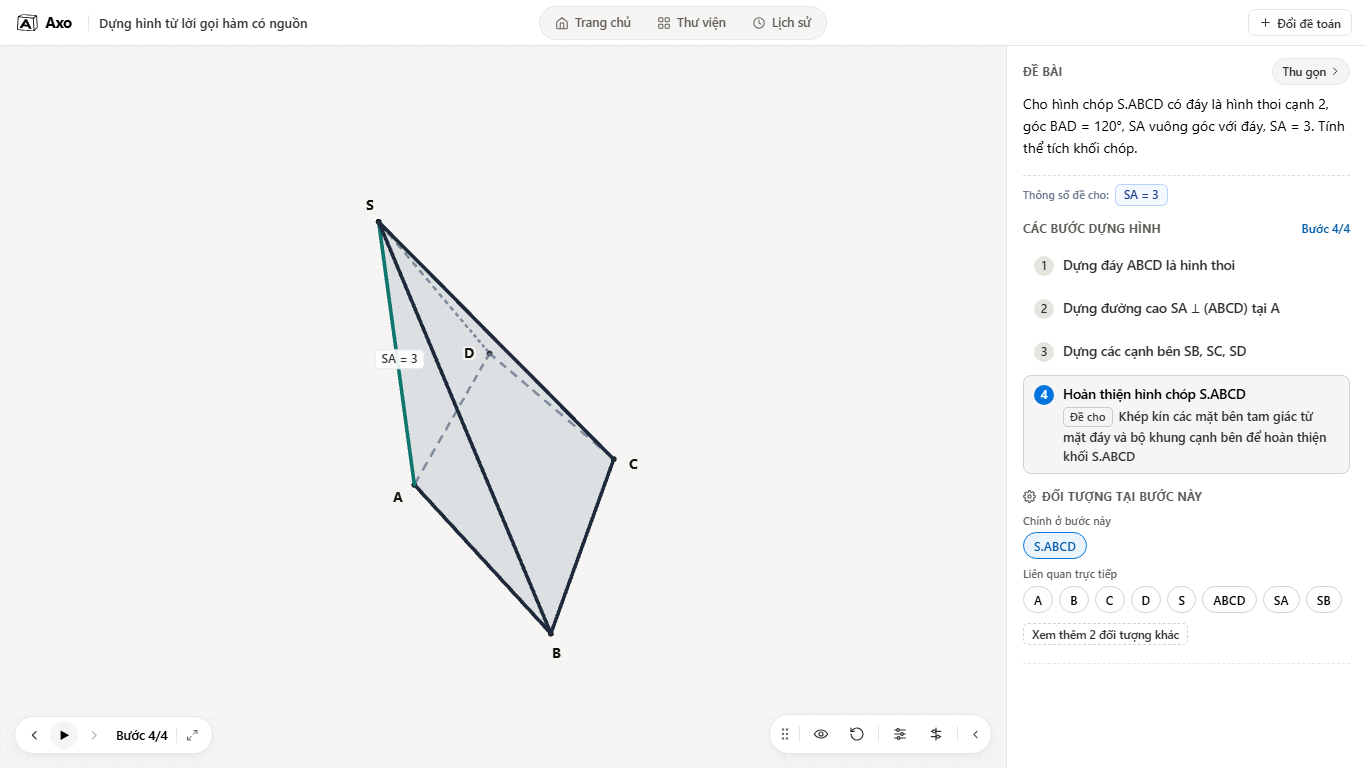 Axo
Dựng hình từ lời gọi hàm có nguồn
Trang chủ
Thư viện
Lịch sử
Đổi đề toán
ĐỀ BÀI
Thu gọn
Cho hình chóp S.ABCD có đáy là hình thoi cạnh 2,
góc BAD = 120°, SA vuông góc với đáy, SA = 3. Tính
thể tích khối chóp.
Thông số đề cho:
SA = 3
CÁC BƯỚC DỰNG HÌNH
Bước 4/4
1 Dựng đáy ABCD là hình thoi
2 Dựng đường cao SA ⊥ (ABCD) tại A
3 Dựng các cạnh bên SB, SC, SD
4 Hoàn thiện hình chóp S.ABCD
Đề cho Khép kín các mặt bên tam giác từ
mặt đáy và bộ khung cạnh bên để hoàn thiện
khối S.ABCD
ĐỐI TƯỢNG TẠI BƯỚC NÀY
Chính ở bước này
S.ABCD
Liên quan trực tiếp
A B C D S ABCD SA SB
Xem thêm 2 đối tượng khác
S
SA = 3
D
C
A
B
Bước 4/4